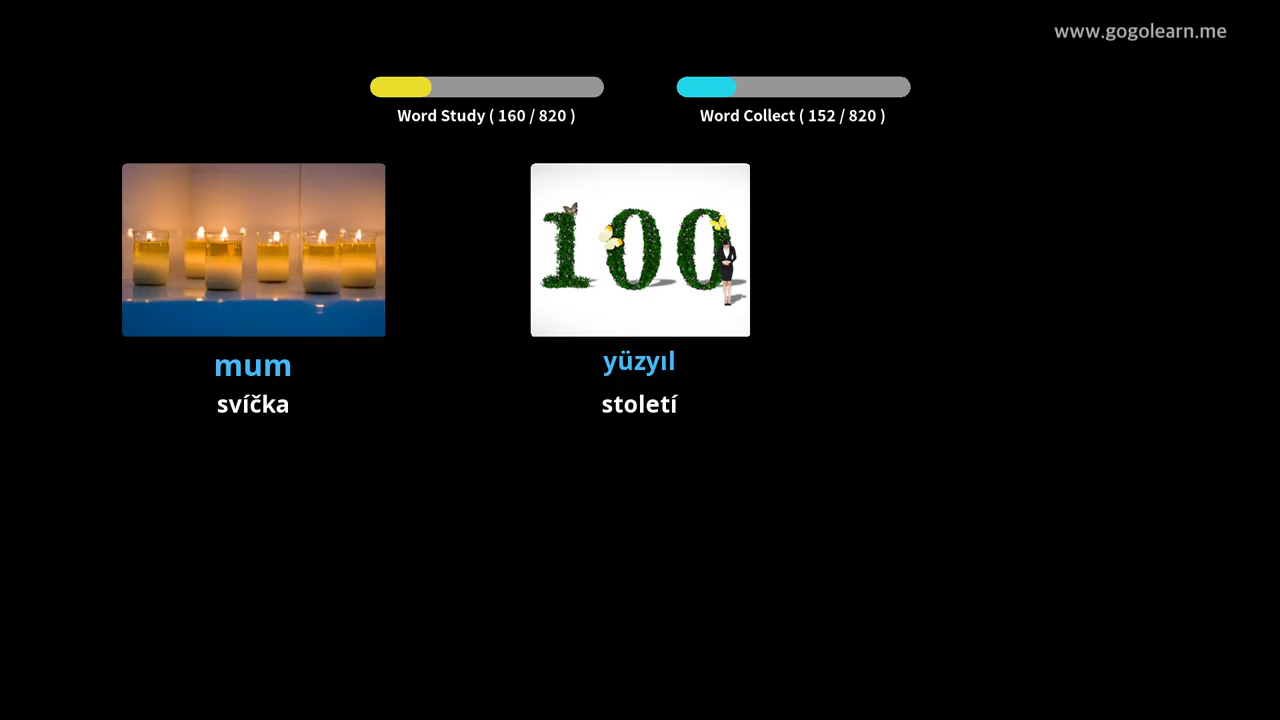 www.gogolearn.me
Word Study ( 160 / 820 )
Word Collect ( 152 / 820 )
100
mum
svíčka
yüzyıl
století